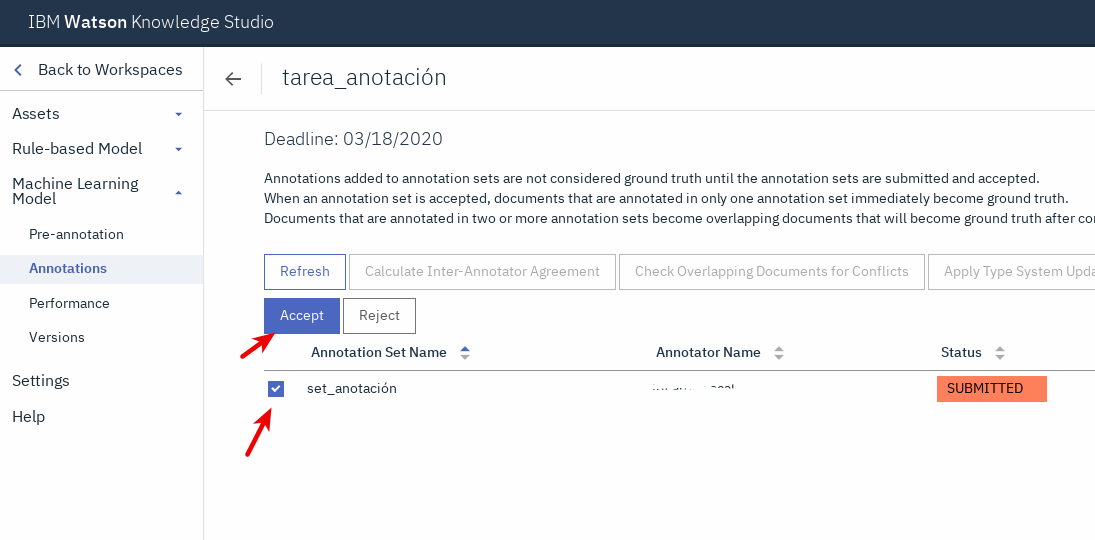 IBM Watson Knowledge Studio
Back to Workspaces
tarea_anotación
Assets
Rule-based Model
Machine Learning
Model
Pre-annotation
Annotations
Performance
Versions
Settings
Help
Deadline: 03/18/2020
Annotations added to annotation sets are not considered ground truth until the annotation sets are submitted and accepted.
When an annotation set is accepted, documents that are annotated in only one annotation set immediately become ground truth.
Documents that are annotated in two or more annotation sets become overlapping documents that will become ground truth after
Refresh Calculate Inter-Annotator Agreement Check Overlapping Documents for Conflicts Apply Type System
Accept Reject
Annotation Set Name Annotator Name Status
set_anotación SUBMITTED